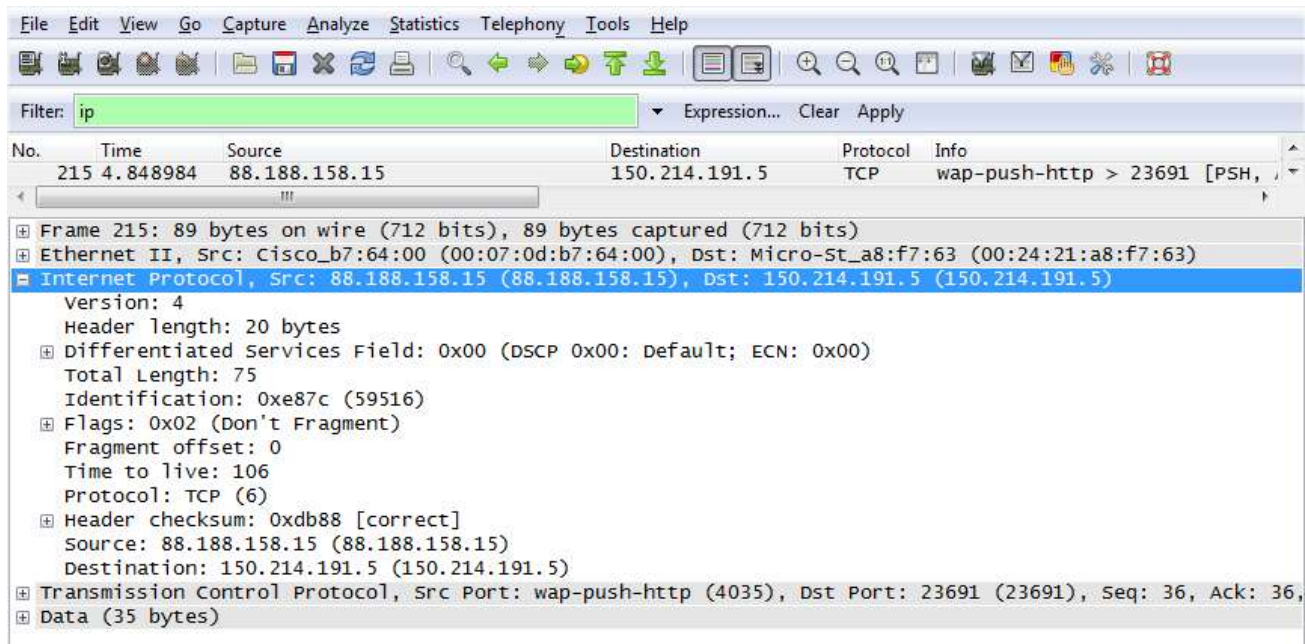 File Edit View Go Capture Analyze Statistics Telephony Tools Help
Filter: ip Expression... Clear Apply
No. Time Source Destination Protocol Info
215 4.848984 88.188.158.15 150.214.191.5 TCP wap-push-http > 23691 [PSH,
Frame 215: 89 bytes on wire (712 bits), 89 bytes captured (712 bits)
Ethernet II, Src: Cisco_b7:64:00 (00:07:0d:b7:64:00), Dst: Micro-St_a8:f7:63 (00:24:21:a8:f7:63)
Internet Protocol, Src: 88.188.158.15 (88.188.158.15), Dst: 150.214.191.5 (150.214.191.5)
Version: 4
Header length: 20 bytes
Differentiated Services Field: 0x00 (DSCP 0x00: Default; ECN: 0x00)
Total Length: 75
Identification: 0xe87c (59516)
Flags: 0x02 (Don't Fragment)
Fragment offset: 0
Time to live: 106
Protocol: TCP (6)
Header checksum: 0xdb88 [correct]
Source: 88.188.158.15 (88.188.158.15)
Destination: 150.214.191.5 (150.214.191.5)
Transmission Control Protocol, Src Port: wap-push-http (4035), Dst Port: 23691 (23691), Seq: 36, Ack: 36,
Data (35 bytes)